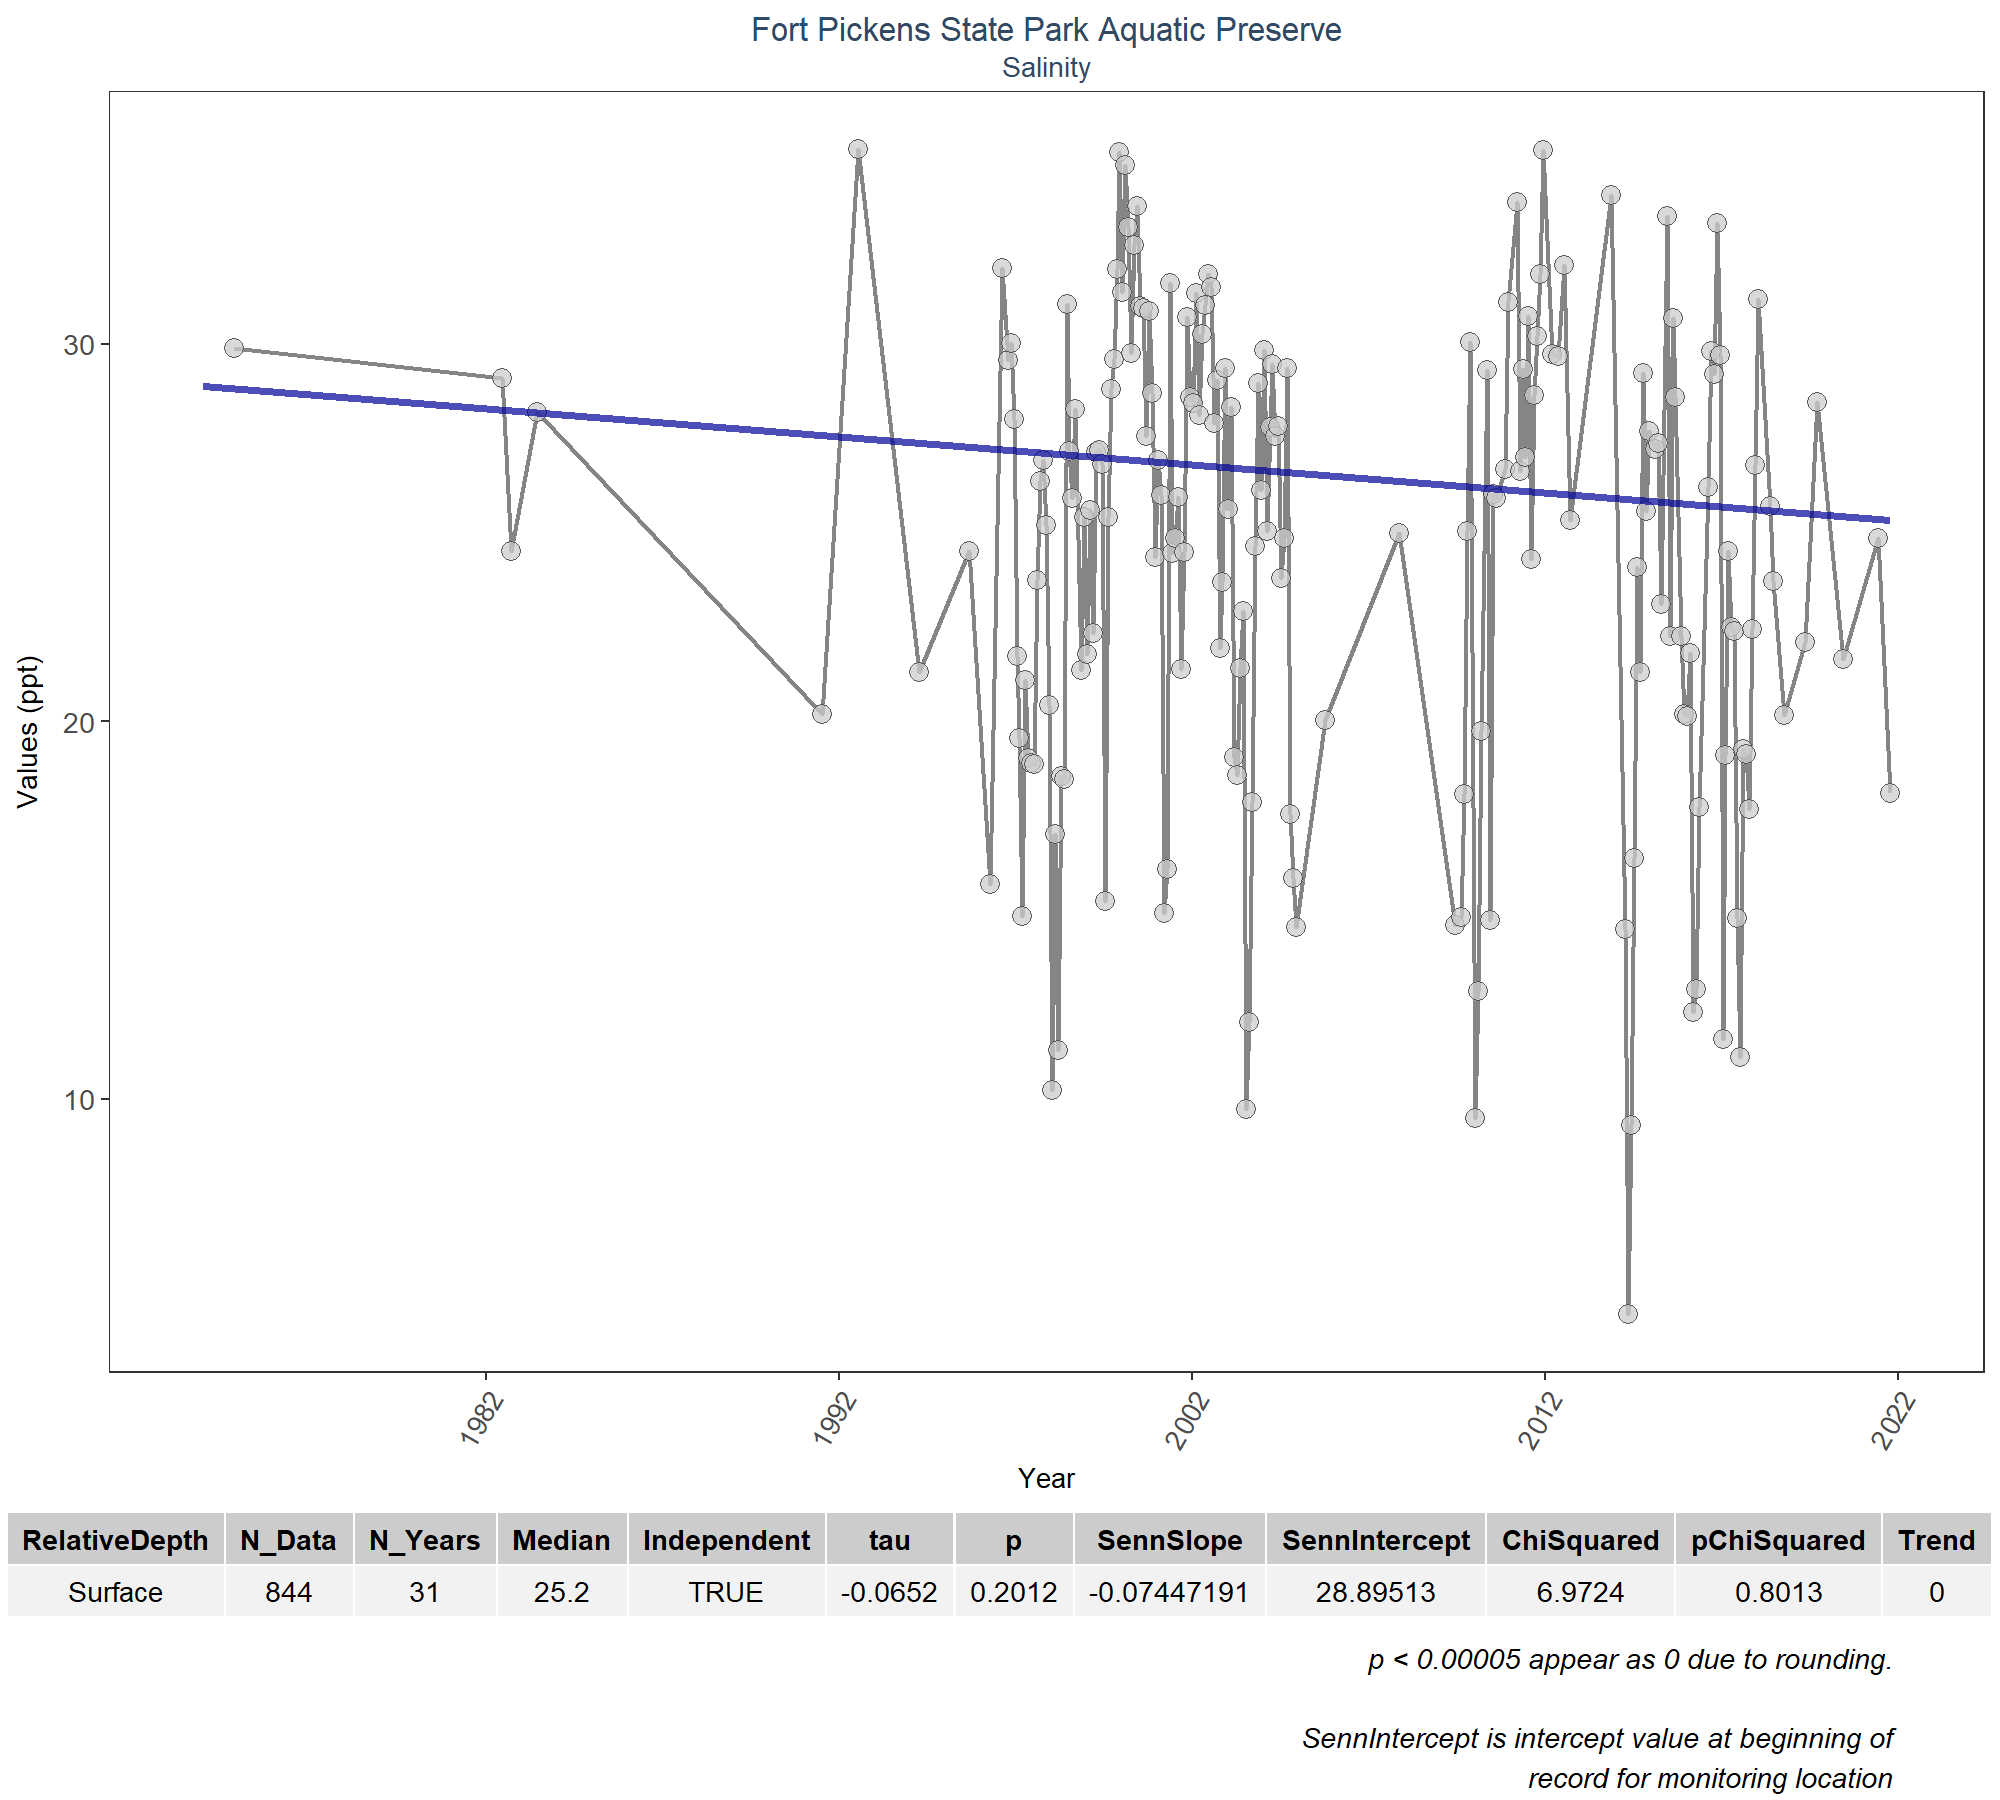 Fort Pickens State Park Aquatic Preserve
Salinity
Values (ppt)
30
20
10
1982 1992 2002 2012 2022
Year
RelativeDepth N_Data N_Years Median Independent tau p SennSlope SennIntercept ChiSquared pChiSquared Trend
Surface 844 31 25.2 TRUE -0.0652 0.2012 -0.07447191 28.89513 6.9724 0.8013 0
p < 0.00005 appear as 0 due to rounding.
SennIntercept is intercept value at beginning of
record for monitoring location